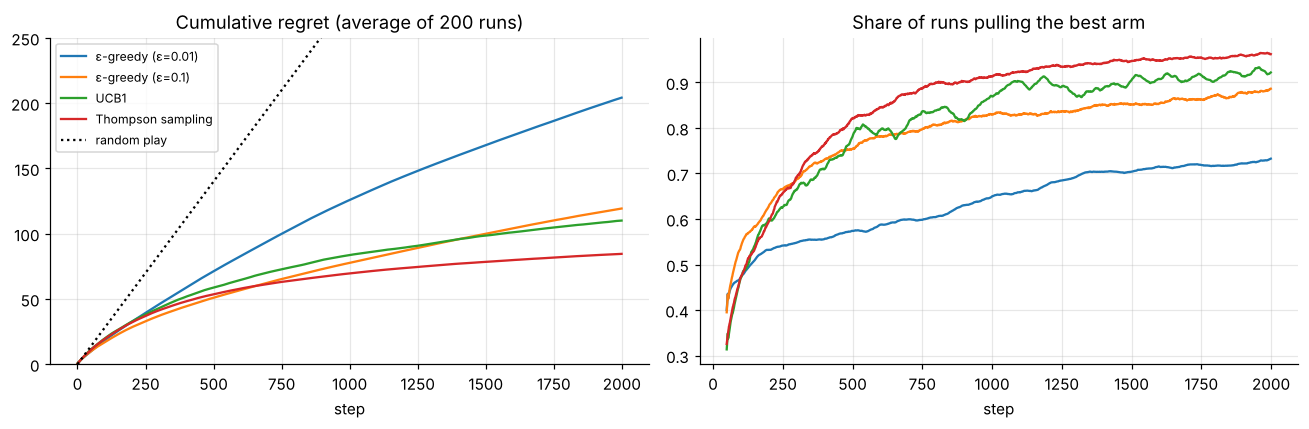 Cumulative regret (average of 200 runs)
250
200
150
100
50
0
ε-greedy (ε=0.01)
ε-greedy (ε=0.1)
UCB1
Thompson sampling
random play
0 250 500 750 1000 1250 1500 1750 2000
step
Share of runs pulling the best arm
0.9
0.8
0.7
0.6
0.5
0.4
0.3
0 250 500 750 1000 1250 1500 1750 2000
step